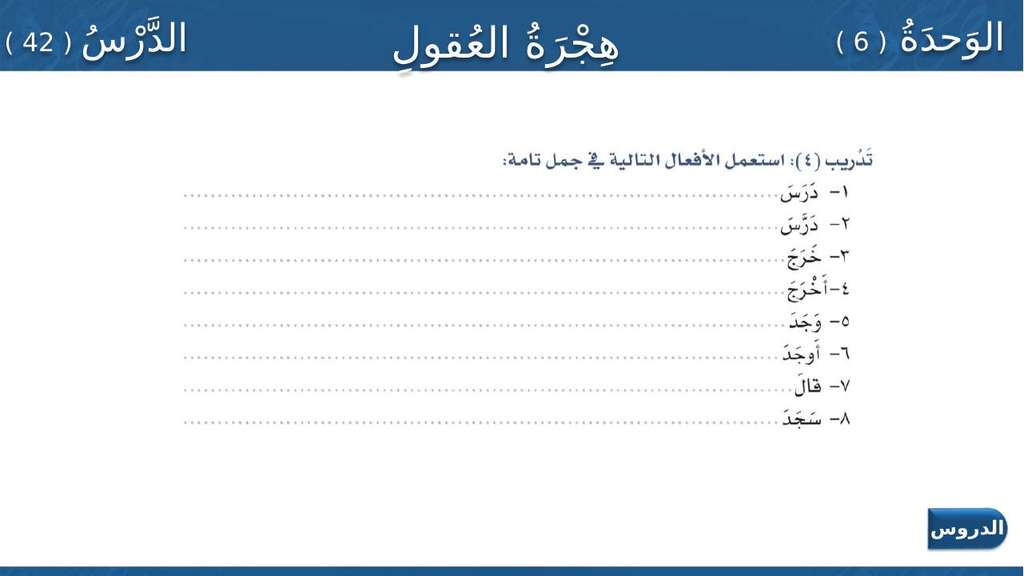 الوَحدَةُ ( 6 )
هِجْرَةُ العُقولِ
الدَّرْسُ ( 42 )
تَدْريب (٤): استعمل الأفعال التالية في جمل تامة:
١- دَرَسَ ........................................................................
٢- دَرَّسَ ........................................................................
٣- خَرَجَ ........................................................................
٤- أَخْرَجَ ........................................................................
٥- وَجَدَ ........................................................................
٦- أَوجَدَ ........................................................................
٧- قالَ ........................................................................
٨- سَجَدَ ........................................................................
الدروس